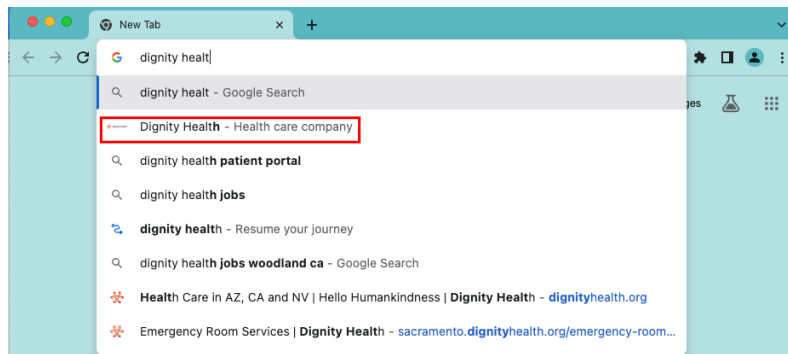 New Tab
dignity healt
dignity healt - Google Search
Dignity Health - Health care company
dignity health patient portal
dignity health jobs
dignity health - Resume your journey
dignity health jobs woodland ca - Google Search
Health Care in AZ, CA and NV | Hello Humankindness | Dignity Health - dignityhealth.org
Emergency Room Services | Dignity Health - sacramento.dignityhealth.org/emergency-room...